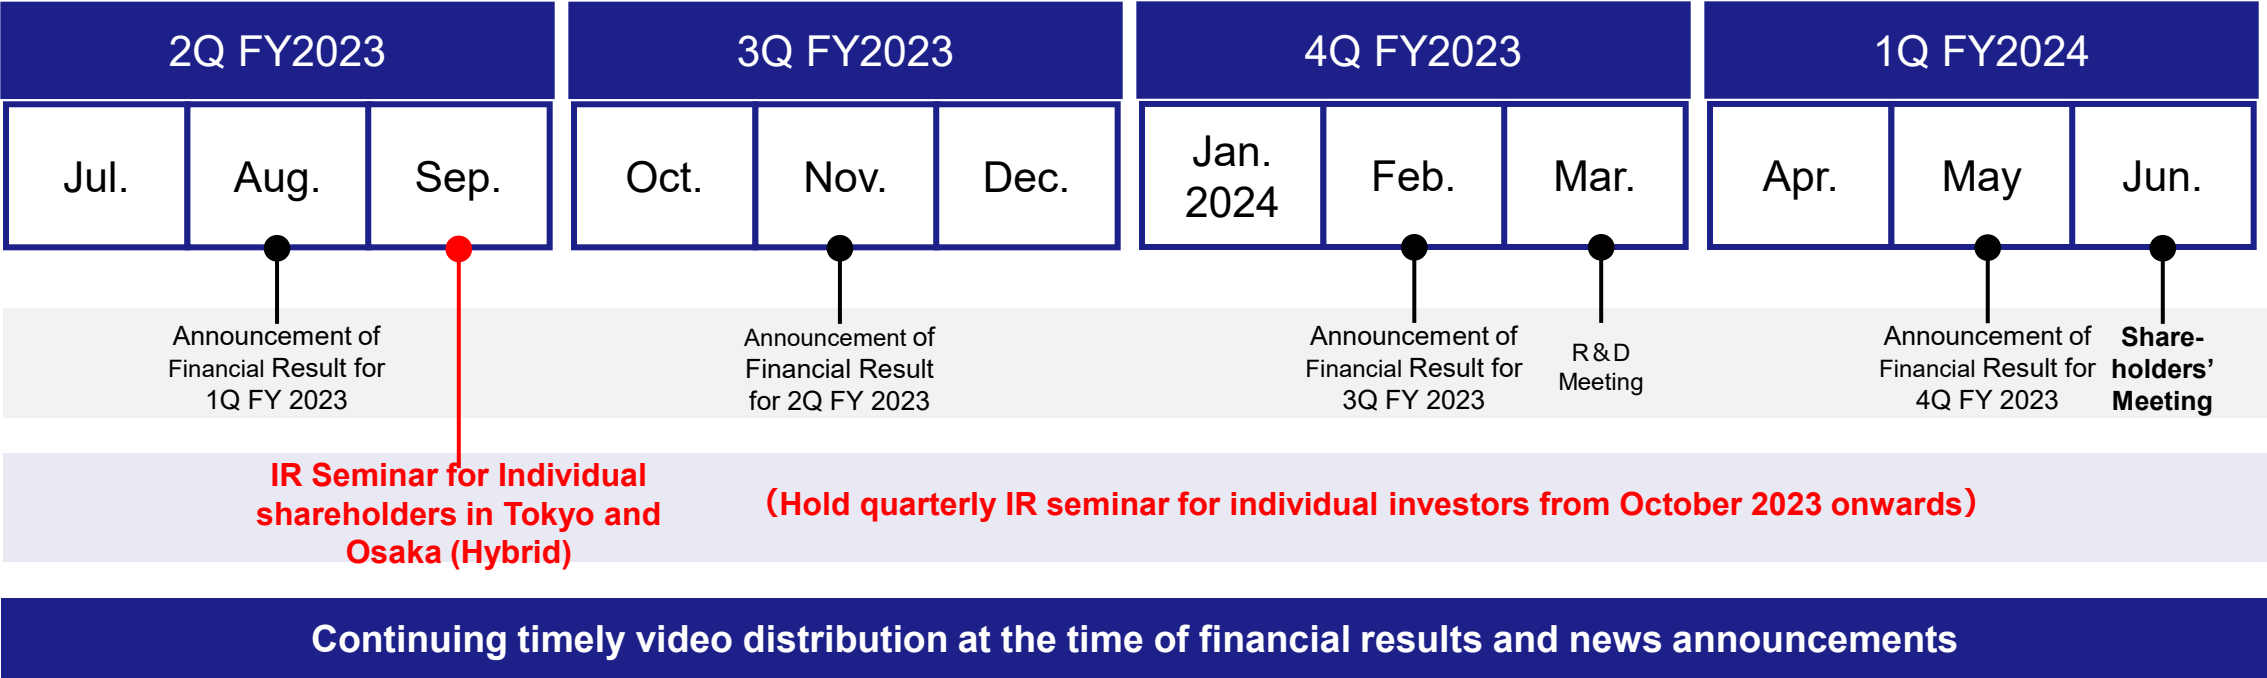 2Q FY2023
3Q FY2023
4Q FY2023
1Q FY2024
Jul.
Aug.
Sep.
Oct.
Nov.
Dec.
Jan.
2024
Feb.
Mar.
Apr.
May
Jun.
Announcement of
Financial Result for
1Q FY 2023
Announcement of
Financial Result
for 2Q FY 2023
Announcement of
Financial Result for
3Q FY 2023
R&D
Meeting
Announcement of
Financial Result for
4Q FY 2023
Share-
holders’
Meeting
IR Seminar for Individual
shareholders in Tokyo and
Osaka (Hybrid)
（Hold quarterly IR seminar for individual investors from October 2023 onwards）
Continuing timely video distribution at the time of financial results and news announcements